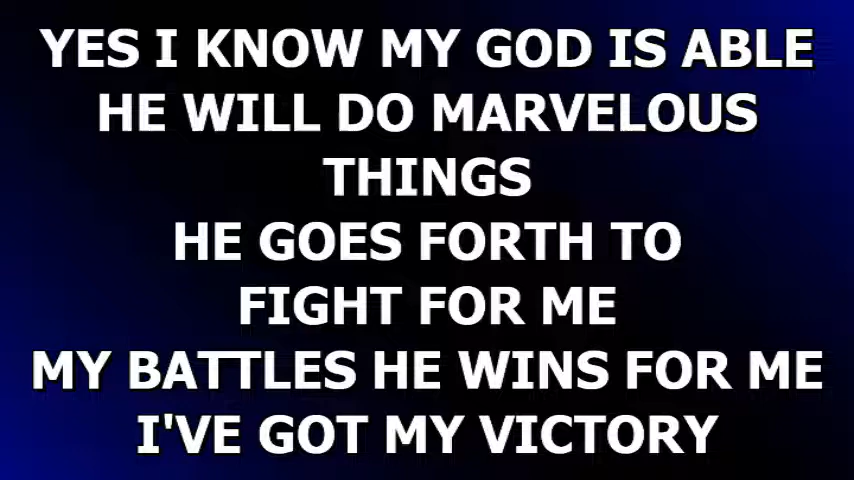 YES I KNOW MY GOD IS ABLE
HE WILL DO MARVELOUS
THINGS
HE GOES FORTH TO
FIGHT FOR ME
MY BATTLES HE WINS FOR ME
I'VE GOT MY VICTORY